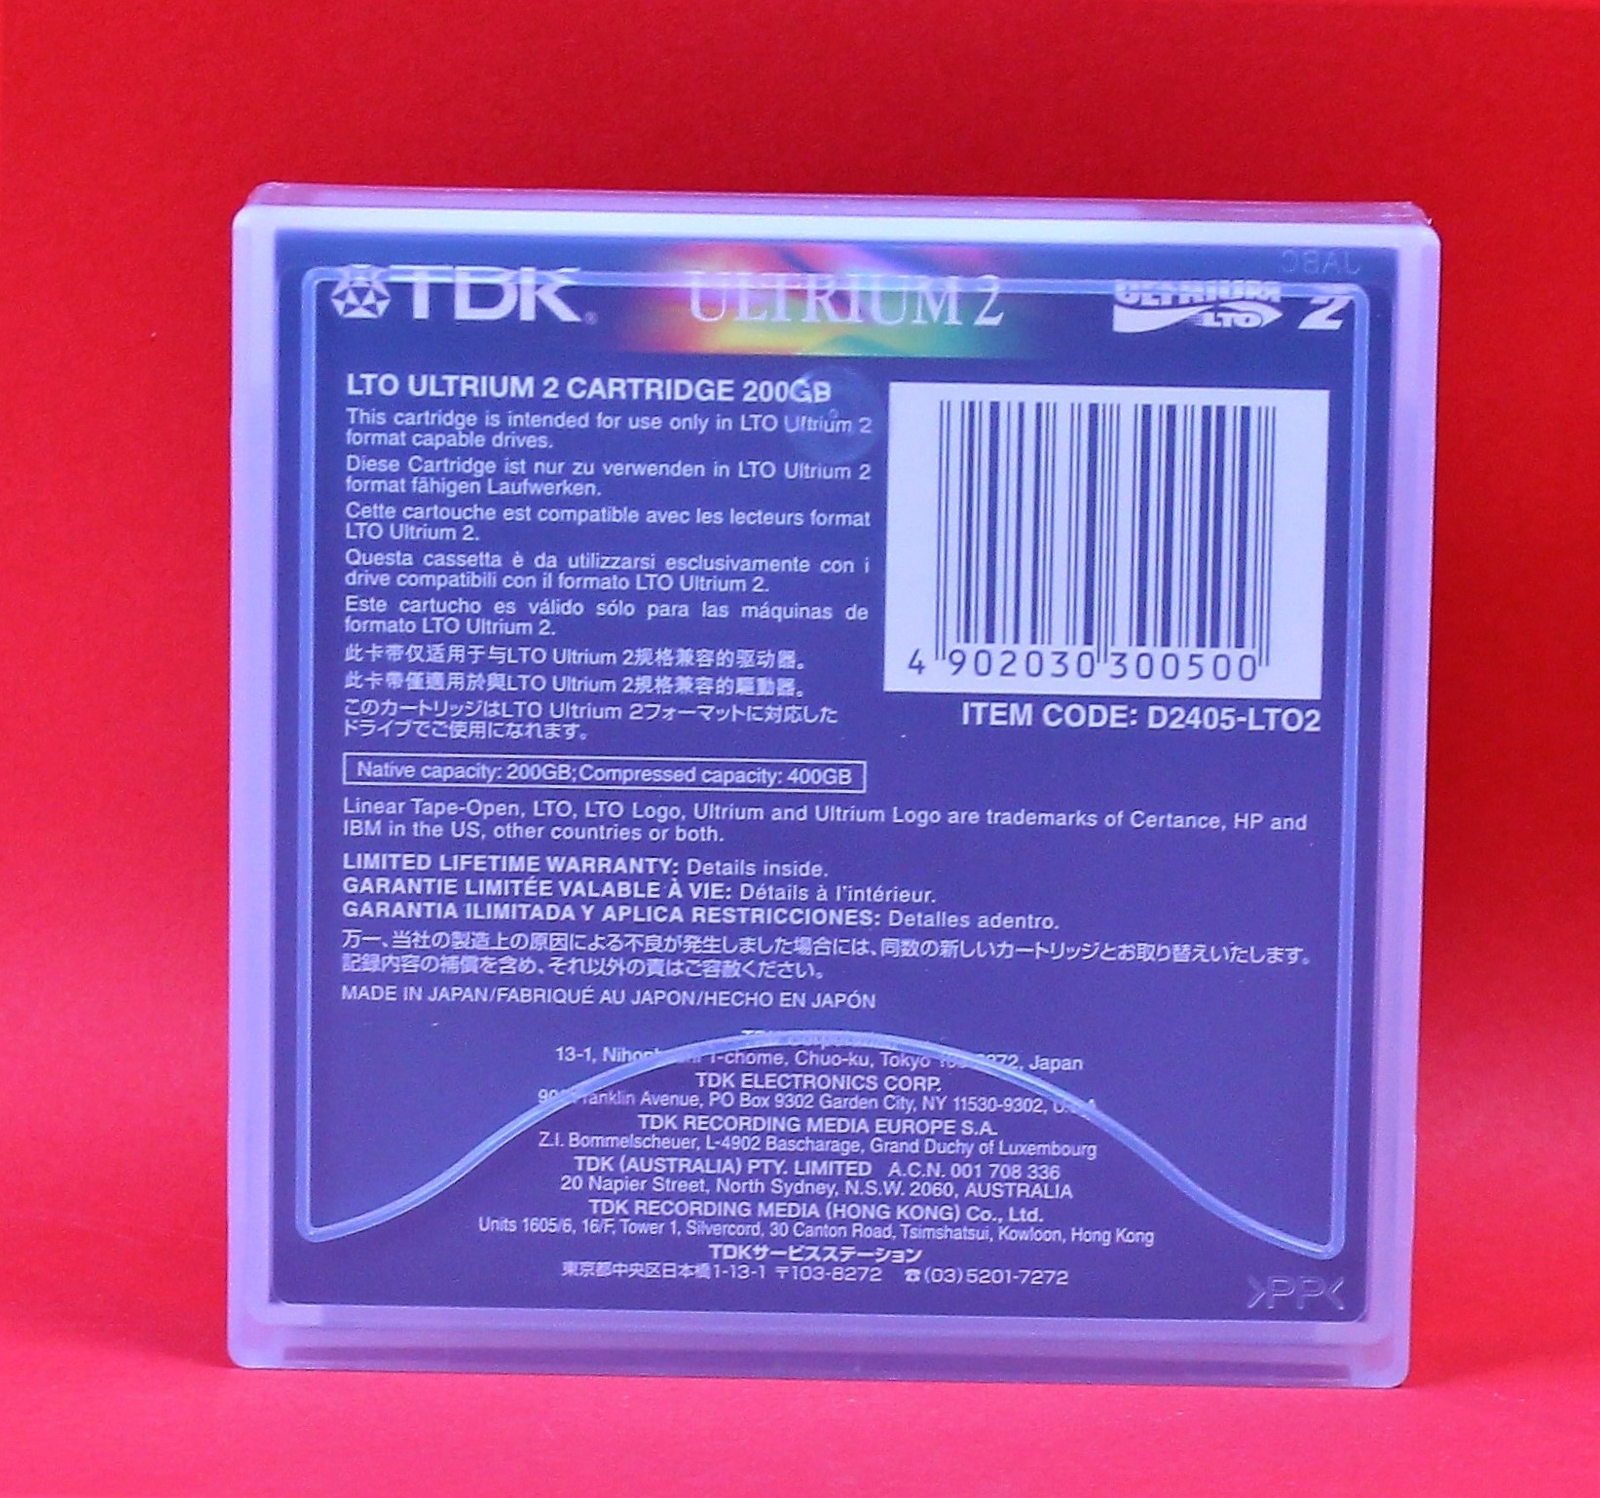 TDK® ULTRIUM 2 ULTRIUM LTO 2
JABC
LTO ULTRIUM 2 CARTRIDGE 200GB
This cartridge is intended for use only in LTO Ultrium 2
format capable drives.
Diese Cartridge ist nur zu verwenden in LTO Ultrium 2
format fähigen Laufwerken.
Cette cartouche est compatible avec les lecteurs format
LTO Ultrium 2.
Questa cassetta è da utilizzarsi esclusivamente con i
drive compatibili con il formato LTO Ultrium 2.
Este cartucho es válido sólo para las máquinas de
formato LTO Ultrium 2.
此卡带仅适用于与LTO Ultrium 2规格兼容的驱动器。
此卡帶僅適用於與LTO Ultrium 2規格兼容的驅動器。
このカートリッジはLTO Ultrium 2フォーマットに対応した
ドライブでご使用になれます。
4 902030 300500
ITEM CODE: D2405-LTO2
Native capacity: 200GB; Compressed capacity: 400GB
Linear Tape-Open, LTO, LTO Logo, Ultrium and Ultrium Logo are trademarks of Certance, HP and
IBM in the US, other countries or both.
LIMITED LIFETIME WARRANTY: Details inside.
GARANTIE LIMITÉE VALABLE À VIE: Détails à l'intérieur.
GARANTIA ILIMITADA Y APLICA RESTRICCIONES: Detalles adentro.
万一、当社の製造上の原因による不良が発生しました場合には、同数の新しいカートリッジとお取り替えいたします。
記録内容の補償を含め、それ以外の責はご容赦ください。
MADE IN JAPAN/FABRIQUÉ AU JAPON/HECHO EN JAPÓN
TDK Corporation
13-1, 1-chome, Chuo-ku, Tokyo Japan
TDK ELECTRONICS CORP.
Franklin Avenue, PO Box 9302 Garden City, NY 11530-9302, U.S.A
TDK RECORDING MEDIA EUROPE S.A.
Z.I. Bommelscheuer, L-4902 Bascharage, Grand Duchy of Luxembourg
TDK (AUSTRALIA) PTY. LIMITED A.C.N. 001 708 336
20 Napier Street, North Sydney, N.S.W. 2060, AUSTRALIA
TDK RECORDING MEDIA (HONG KONG) Co., Ltd.
Units 1605/6, 16/F, Tower 1, Silvercord, 30 Canton Road, Tsimshatsui, Kowloon, Hong Kong
TDKサービスステーション
東京都中央区日本橋1-13-1 〒103-8272 ☎(03)5201-7272
>PP<